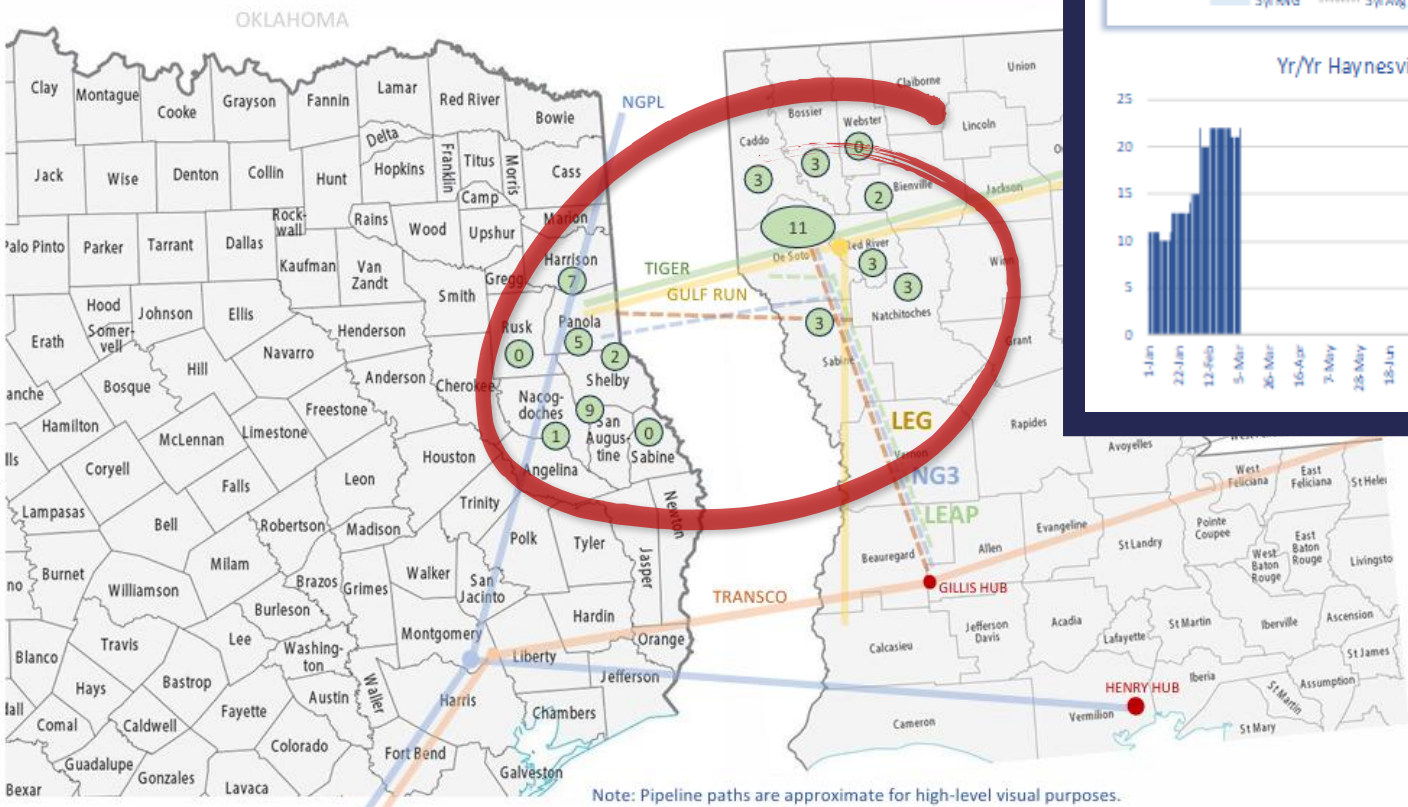 OKLAHOMA
Clay
Montague
Cooke
Grayson
Fannin
Lamar
Red River
Bowie
Delta
Hopkins
Franklin
Titus
Morris
Cass
Jack
Wise
Denton
Collin
Hunt
Camp
Rock-
wall
Rains
Wood
Upshur
Marion
Palo Pinto
Parker
Tarrant
Dallas
Kaufman
Van
Zandt
Smith
Gregg
Harrison
7
Hood
Somer-
vell
Johnson
Ellis
Henderson
Rusk
0
Panola
5
2
Shelby
Erath
Hill
Navarro
Anderson
Cherokee
Bosque
Freestone
Nacog-
doches
1
9
San
Augus-
tine
0
Sabine
Hamilton
McLennan
Limestone
Houston
Angelina
Coryell
Falls
Leon
Trinity
Newton
Lampasas
Bell
Robertson
Madison
Polk
Tyler
Jasper
Burnet
Milam
Williamson
Brazos
Grimes
Walker
San
Jacinto
Burleson
Hardin
Travis
Lee
Washing-
ton
Montgomery
Liberty
Orange
Blanco
Bastrop
Austin
Waller
Harris
Jefferson
Hays
Fayette
Chambers
Comal
Caldwell
Colorado
Fort Bend
Guadalupe
Gonzales
Lavaca
Galveston
Bexar
NGPL
TIGER
GULF RUN
TRANSCO
Union
Claiborne
Bossier
Webster
Lincoln
Caddo
0
3
3
2
Bienville
Jackson
11
De Soto
Red River
3
Winn
3
Natchitoches
3
Sabine
Grant
LEG
Rapides
Vernon
NG3
LEAP
Avoyelles
West
Feliciana
East
Feliciana
Evangeline
Pointe
Coupee
Beauregard
Allen
St Landry
West
Baton
Rouge
East
Baton
Rouge
GILLIS HUB
Jefferson
Davis
Acadia
Lafayette
St Martin
Iberville
Ascension
Calcasieu
St James
HENRY HUB
Iberia
St Martin
Assumption
Cameron
Vermilion
St Mary
5yr Avg
25
20
15
10
5
0
1-Jan
22-Jan
12-Feb
5-Mar
26-Mar
16-Apr
7-May
28-May
18-Jun
Note: Pipeline paths are approximate for high-level visual purposes.